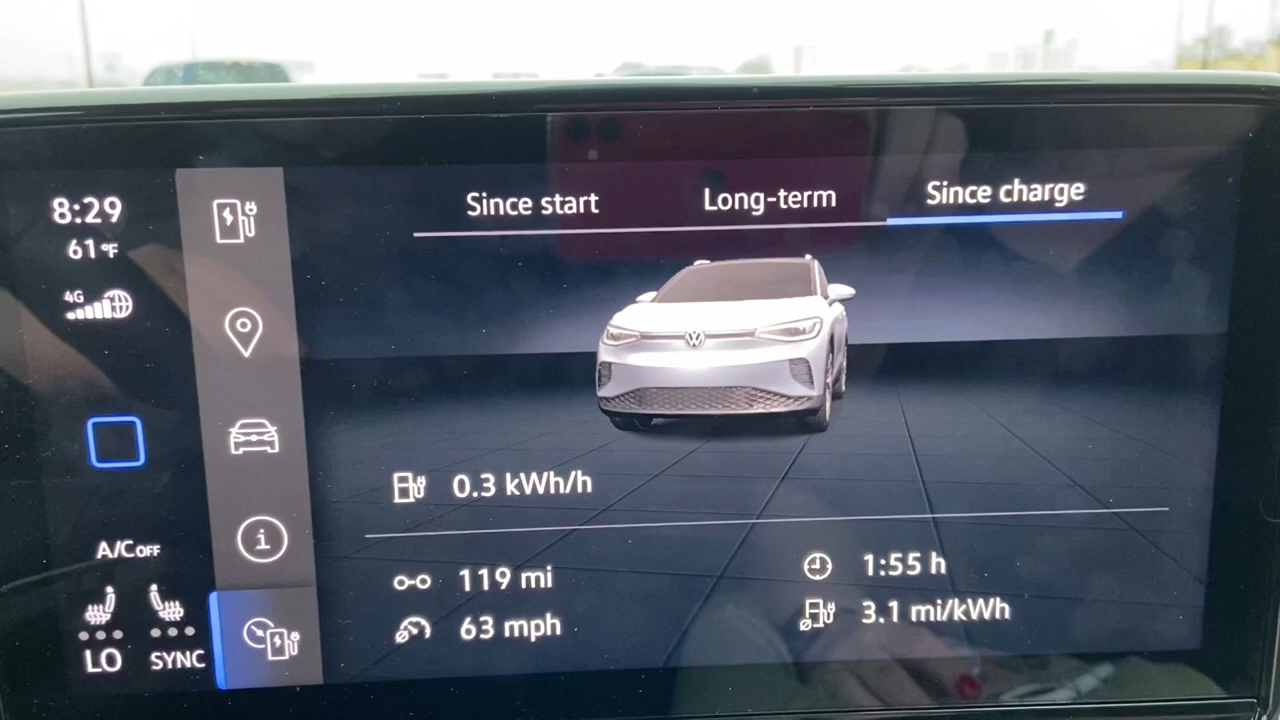 Since start Long-term Since charge
8:29
61°F
4G
0.3 kWh/h
A/C OFF
119 mi 1:55 h
63 mph 3.1 mi/kWh
LO SYNC